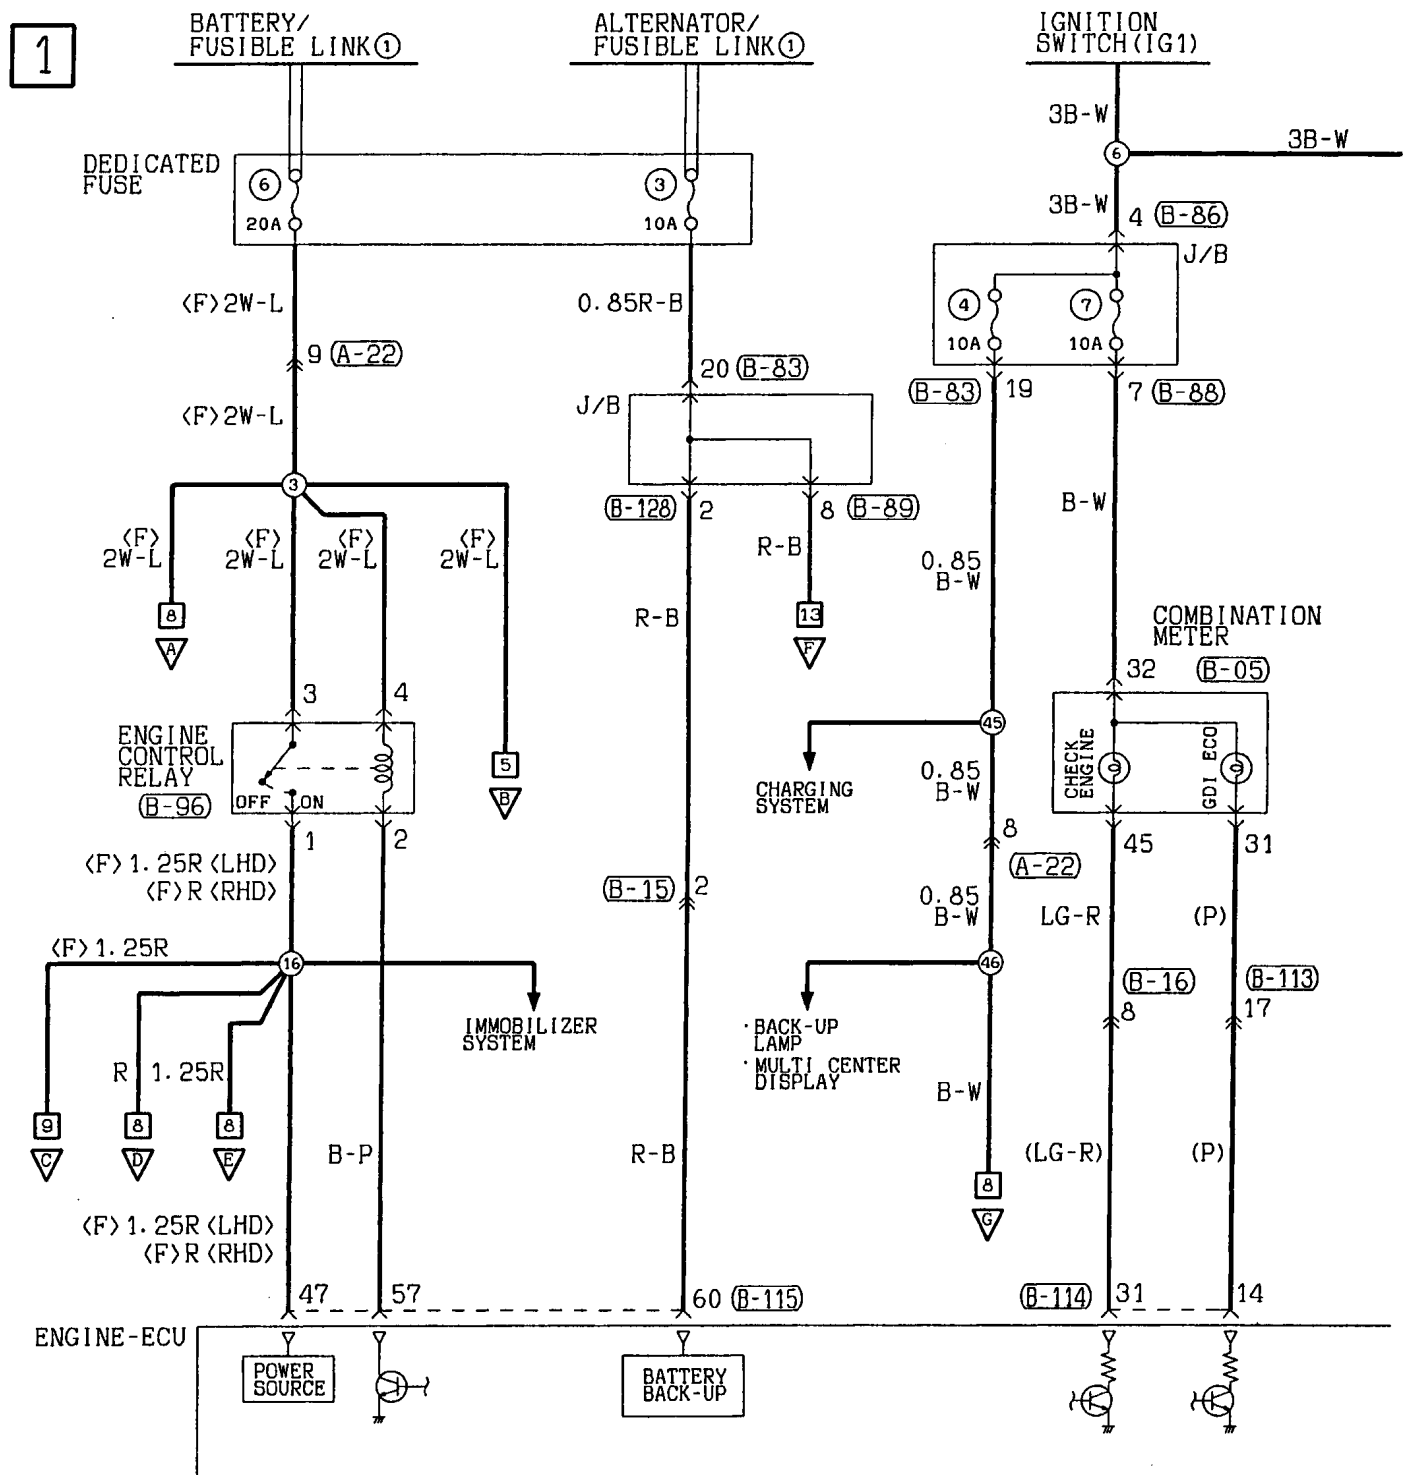 1
BATTERY/
FUSIBLE LINK①
ALTERNATOR/
FUSIBLE LINK①
IGNITION
SWITCH(IG1)
3B-W
6
3B-W
DEDICATED
FUSE
6
20A
3
10A
3B-W
4 (B-86)
J/B
<F>2W-L
0.85R-B
4
10A
7
10A
9 (A-22)
20 (B-83)
(B-83) 19
7 (B-88)
<F>2W-L
J/B
3
(B-128) 2
8 (B-89)
B-W
<F>
2W-L
<F>
2W-L
<F>
2W-L
<F>
2W-L
R-B
0.85
B-W
8
A
R-B
13
F
COMBINATION
METER
32
(B-05)
3
4
45
ENGINE
CONTROL
RELAY
(B-96)
OFF
ON
5
B
CHARGING
SYSTEM
0.85
B-W
CHECK
ENGINE
GDI ECO
1
2
8
(A-22)
45
31
<F>1.25R<LHD>
<F>R<RHD>
(B-15) 2
0.85
B-W
LG-R
(P)
<F>1.25R
16
46
(B-16)
8
(B-113)
17
IMMOBILIZER
SYSTEM
·BACK-UP
LAMP
·MULTI CENTER
DISPLAY
R
1.25R
B-W
9
C
8
D
8
E
B-P
R-B
(LG-R)
(P)
8
G
<F>1.25R<LHD>
<F>R<RHD>
47
57
60 (B-115)
(B-114) 31
14
ENGINE-ECU
POWER
SOURCE
BATTERY
BACK-UP